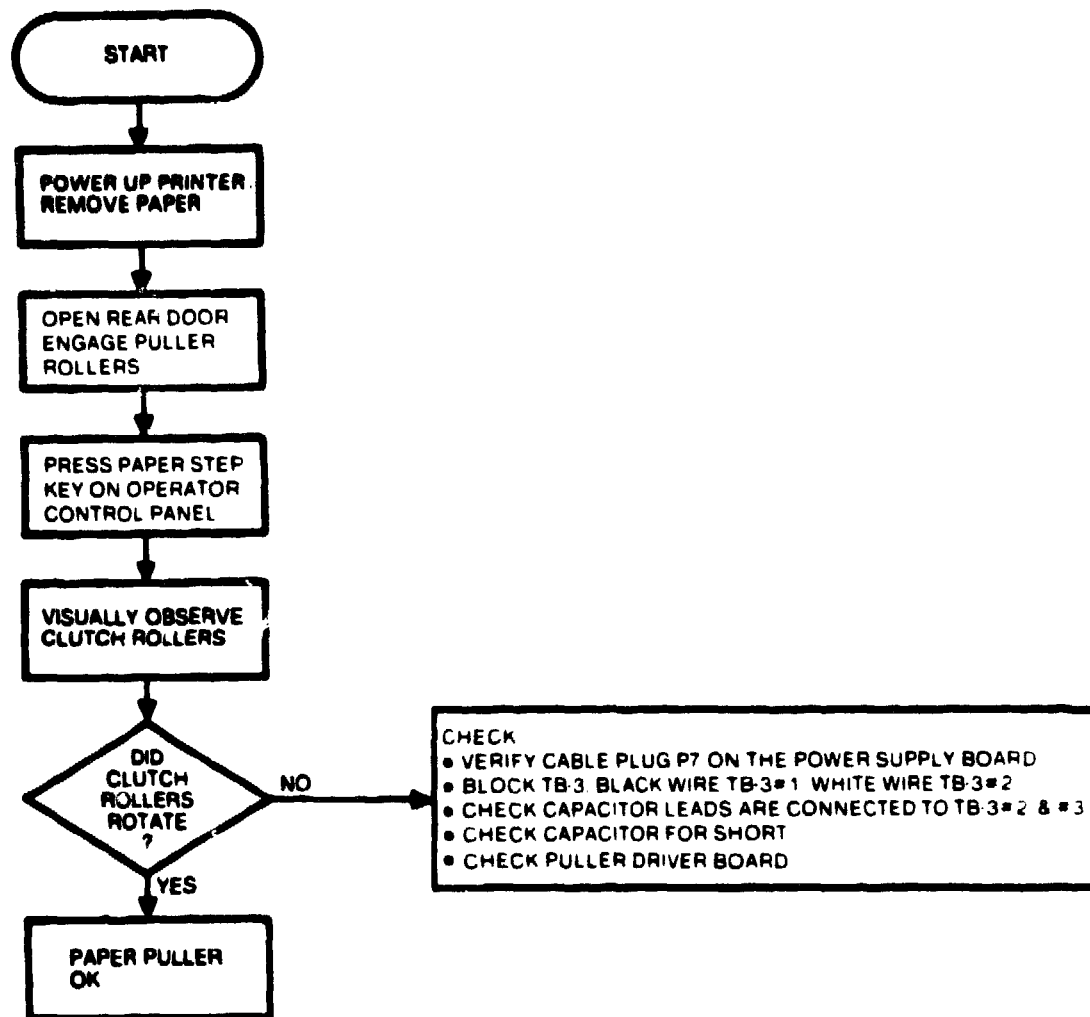 START
POWER UP PRINTER
REMOVE PAPER
OPEN REAR DOOR
ENGAGE PULLER
ROLLERS
PRESS PAPER STEP
KEY ON OPERATOR
CONTROL PANEL
VISUALLY OBSERVE
CLUTCH ROLLERS
DID
CLUTCH
ROLLERS
ROTATE
?
NO
CHECK
• VERIFY CABLE PLUG P7 ON THE POWER SUPPLY BOARD
• BLOCK TB-3. BLACK WIRE TB-3#1 WHITE WIRE TB-3#2
• CHECK CAPACITOR LEADS ARE CONNECTED TO TB-3#2 & #3
• CHECK CAPACITOR FOR SHORT
• CHECK PULLER DRIVER BOARD
YES
PAPER PULLER
OK